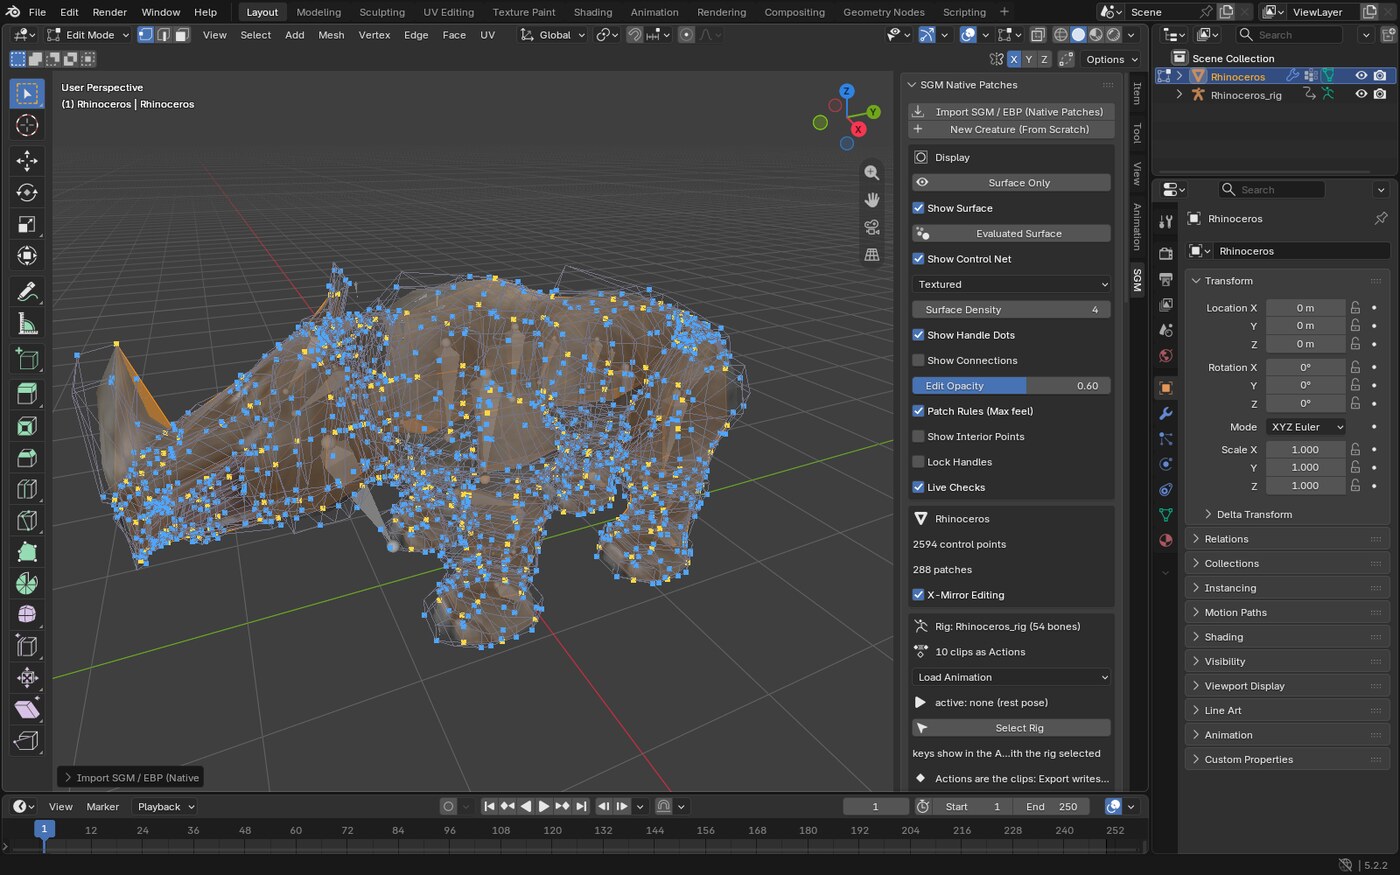 File Edit Render Window Help Layout Modeling Sculpting UV Editing Texture Paint Shading Animation Rendering Compositing Geometry Nodes Scripting + Scene ViewLayer
Edit Mode View Select Add Mesh Vertex Edge Face UV Global Search
X Y Z Options
Scene Collection
Rhinoceros
Rhinoceros_rig
User Perspective
(1) Rhinoceros | Rhinoceros
Z
Y
X
Import SGM / EBP (Native
SGM Native Patches
Import SGM / EBP (Native Patches)
New Creature (From Scratch)
Display
Surface Only
Show Surface
Evaluated Surface
Show Control Net
Textured
Surface Density 4
Show Handle Dots
Show Connections
Edit Opacity 0.60
Patch Rules (Max feel)
Show Interior Points
Lock Handles
Live Checks
Rhinoceros
2594 control points
288 patches
X-Mirror Editing
Rig: Rhinoceros_rig (54 bones)
10 clips as Actions
Load Animation
active: none (rest pose)
Select Rig
keys show in the A...ith the rig selected
Actions are the clips: Export writes...
Item
Tool
View
Animation
SGM
Search
Rhinoceros
Rhinoceros
Transform
Location X 0 m
Y 0 m
Z 0 m
Rotation X 0°
Y 0°
Z 0°
Mode XYZ Euler
Scale X 1.000
Y 1.000
Z 1.000
Delta Transform
Relations
Collections
Instancing
Motion Paths
Shading
Visibility
Viewport Display
Line Art
Animation
Custom Properties
View Marker Playback 1 Start 1 End 250
1 12 24 36 48 60 72 84 96 108 120 132 144 156 168 180 192 204 216 228 240 252
5.2.2